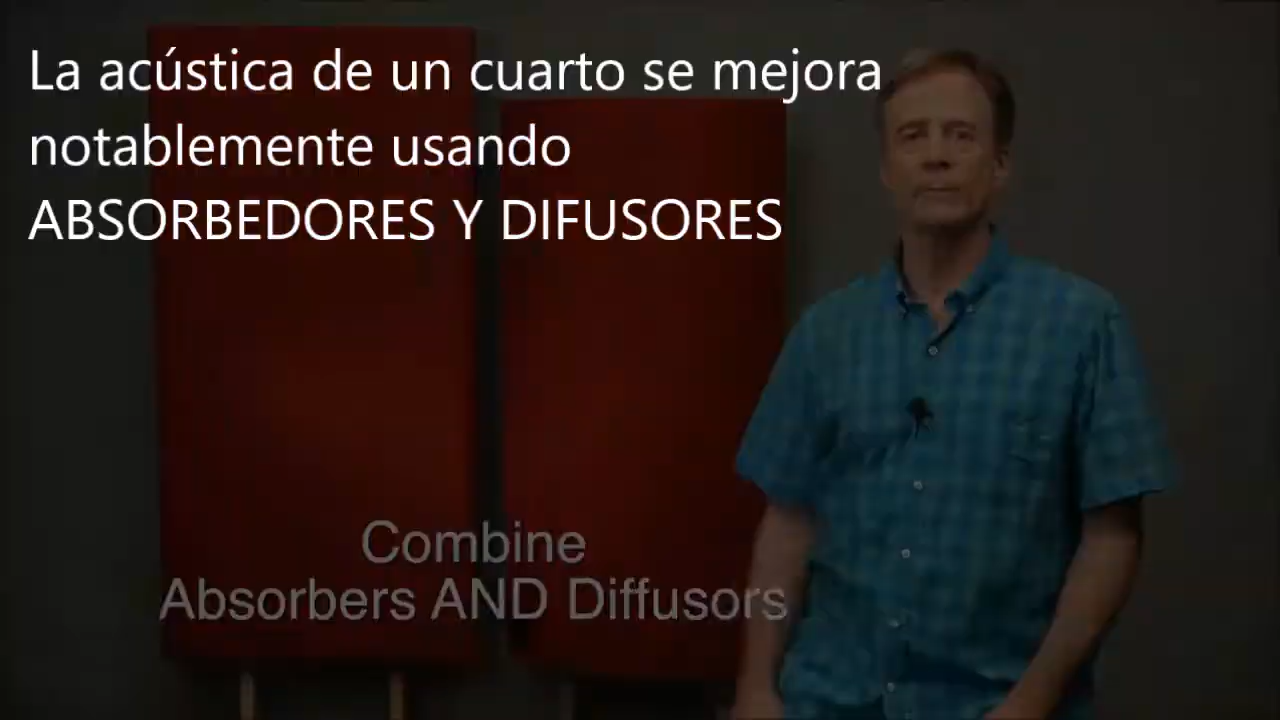 La acústica de un cuarto se mejora
notablemente usando
ABSORBEDORES Y DIFUSORES
Combine
Absorbers AND Diffusors